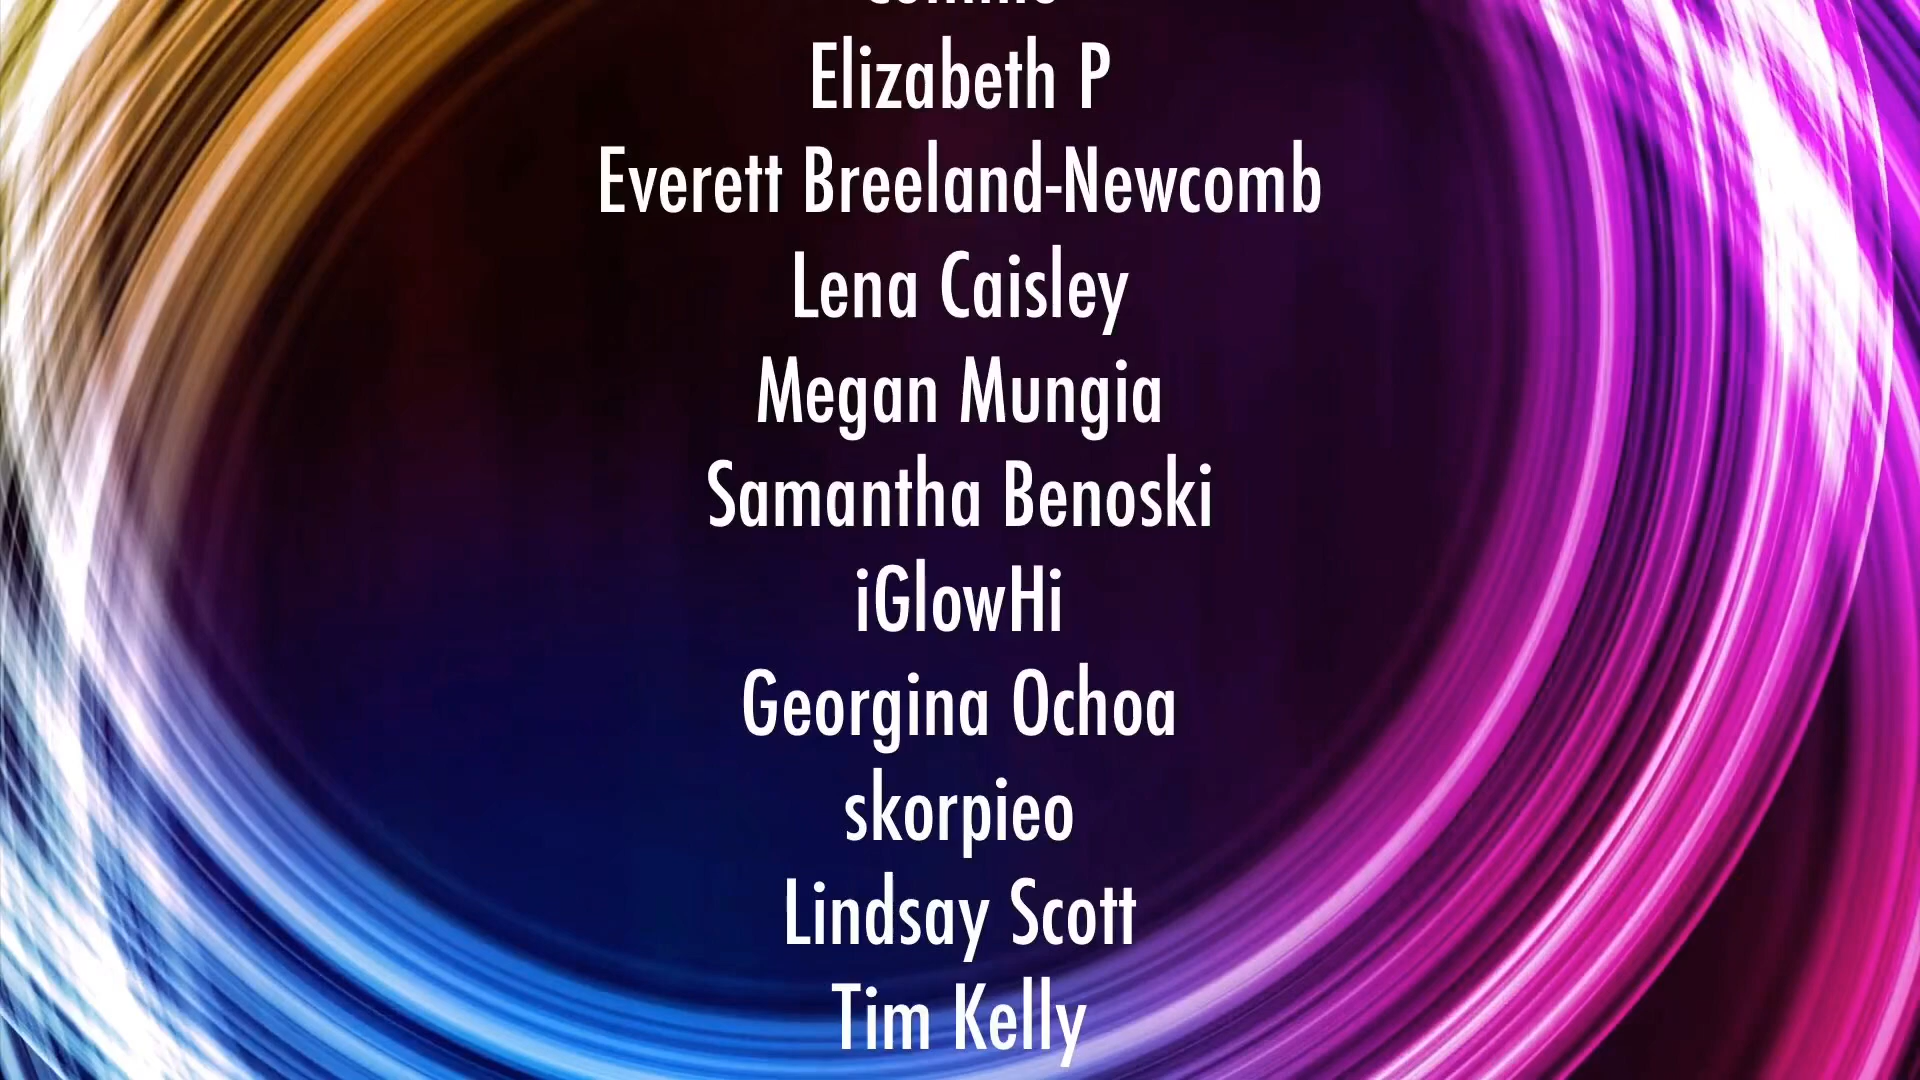 Elizabeth P
Everett Breeland-Newcomb
Lena Caisley
Megan Mungia
Samantha Benoski
iGlowHi
Georgina Ochoa
skorpieo
Lindsay Scott
Tim Kelly